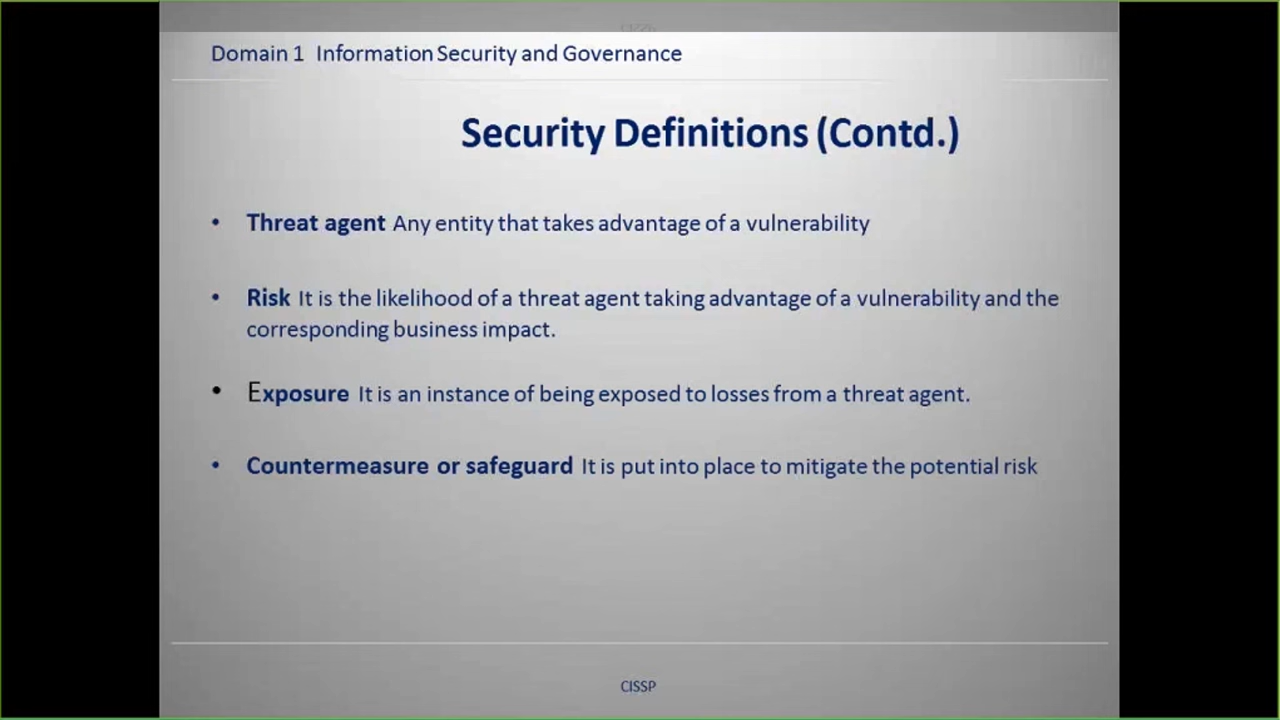 Domain 1 Information Security and Governance
Security Definitions (Contd.)
• Threat agent Any entity that takes advantage of a vulnerability
• Risk It is the likelihood of a threat agent taking advantage of a vulnerability and the
corresponding business impact.
• Exposure It is an instance of being exposed to losses from a threat agent.
• Countermeasure or safeguard It is put into place to mitigate the potential risk
CISSP